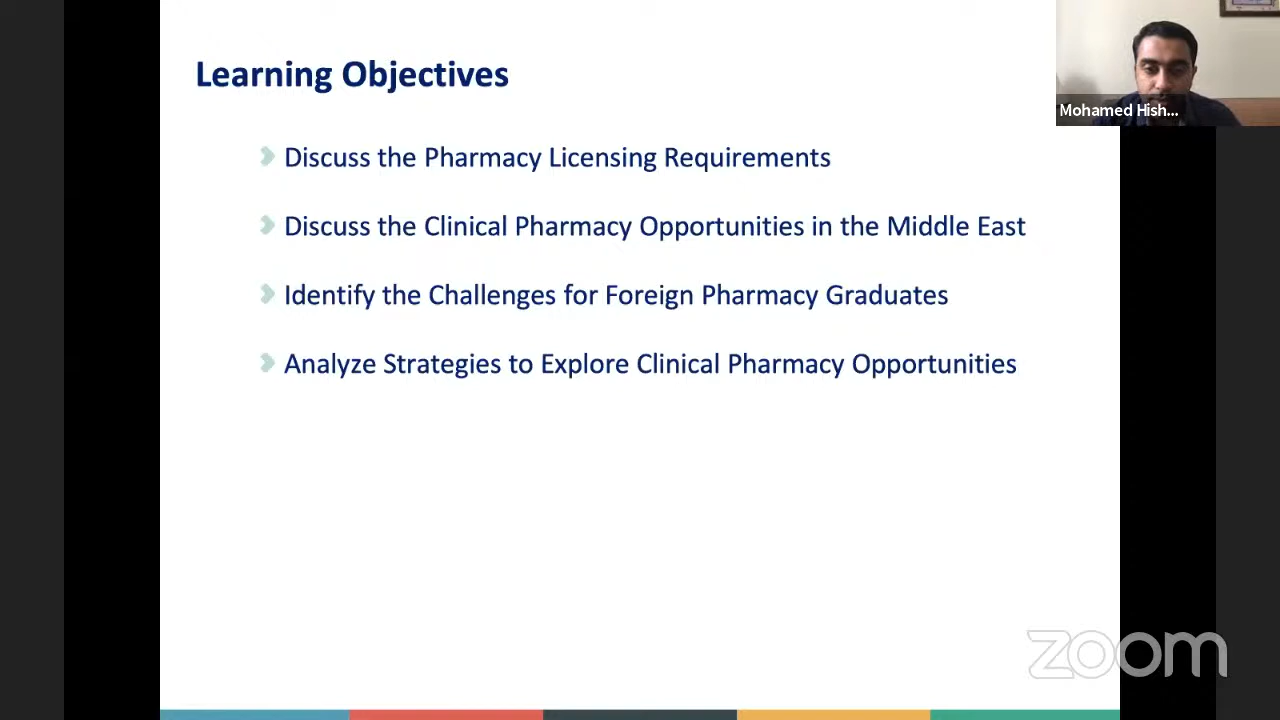 Learning Objectives
Mohamed Hish...
Discuss the Pharmacy Licensing Requirements
Discuss the Clinical Pharmacy Opportunities in the Middle East
Identify the Challenges for Foreign Pharmacy Graduates
Analyze Strategies to Explore Clinical Pharmacy Opportunities
zoom